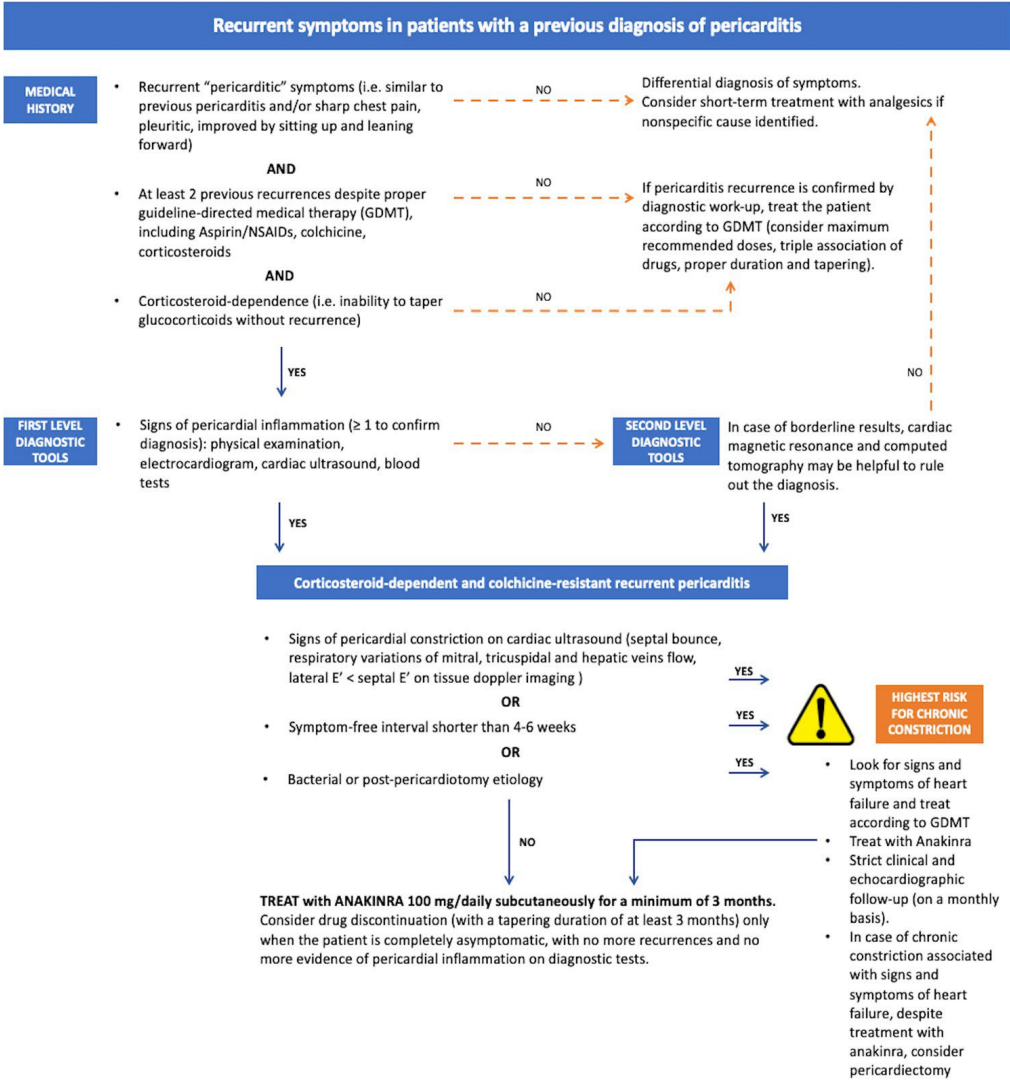 Recurrent symptoms in patients with a previous diagnosis of pericarditis
MEDICAL
HISTORY
• Recurrent “pericarditic” symptoms (i.e. similar to
previous pericarditis and/or sharp chest pain,
pleuritic, improved by sitting up and leaning
forward)
NO
Differential diagnosis of symptoms.
Consider short-term treatment with analgesics if
nonspecific cause identified.
AND
• At least 2 previous recurrences despite proper
guideline-directed medical therapy (GDMT),
including Aspirin/NSAIDs, colchicine,
corticosteroids
NO
If pericarditis recurrence is confirmed by
diagnostic work-up, treat the patient
according to GDMT (consider maximum
recommended doses, triple association of
drugs, proper duration and tapering).
AND
• Corticosteroid-dependence (i.e. inability to taper
glucocorticoids without recurrence)
NO
YES
NO
FIRST LEVEL
DIAGNOSTIC
TOOLS
• Signs of pericardial inflammation (≥ 1 to confirm
diagnosis): physical examination,
electrocardiogram, cardiac ultrasound, blood
tests
NO
SECOND LEVEL
DIAGNOSTIC
TOOLS
In case of borderline results, cardiac
magnetic resonance and computed
tomography may be helpful to rule
out the diagnosis.
YES
YES
Corticosteroid-dependent and colchicine-resistant recurrent pericarditis
• Signs of pericardial constriction on cardiac ultrasound (septal bounce,
respiratory variations of mitral, tricuspidal and hepatic veins flow,
lateral E’ < septal E’ on tissue doppler imaging )
YES
OR
• Symptom-free interval shorter than 4-6 weeks
YES
OR
• Bacterial or post-pericardiotomy etiology
YES
HIGHEST RISK
FOR CHRONIC
CONSTRICTION
• Look for signs and
symptoms of heart
failure and treat
according to GDMT
• Treat with Anakinra
• Strict clinical and
echocardiographic
follow-up (on a monthly
basis).
• In case of chronic
constriction associated
with signs and
symptoms of heart
failure, despite
treatment with
anakinra, consider
pericardiectomy
NO
TREAT with ANAKINRA 100 mg/daily subcutaneously for a minimum of 3 months.
Consider drug discontinuation (with a tapering duration of at least 3 months) only
when the patient is completely asymptomatic, with no more recurrences and no
more evidence of pericardial inflammation on diagnostic tests.